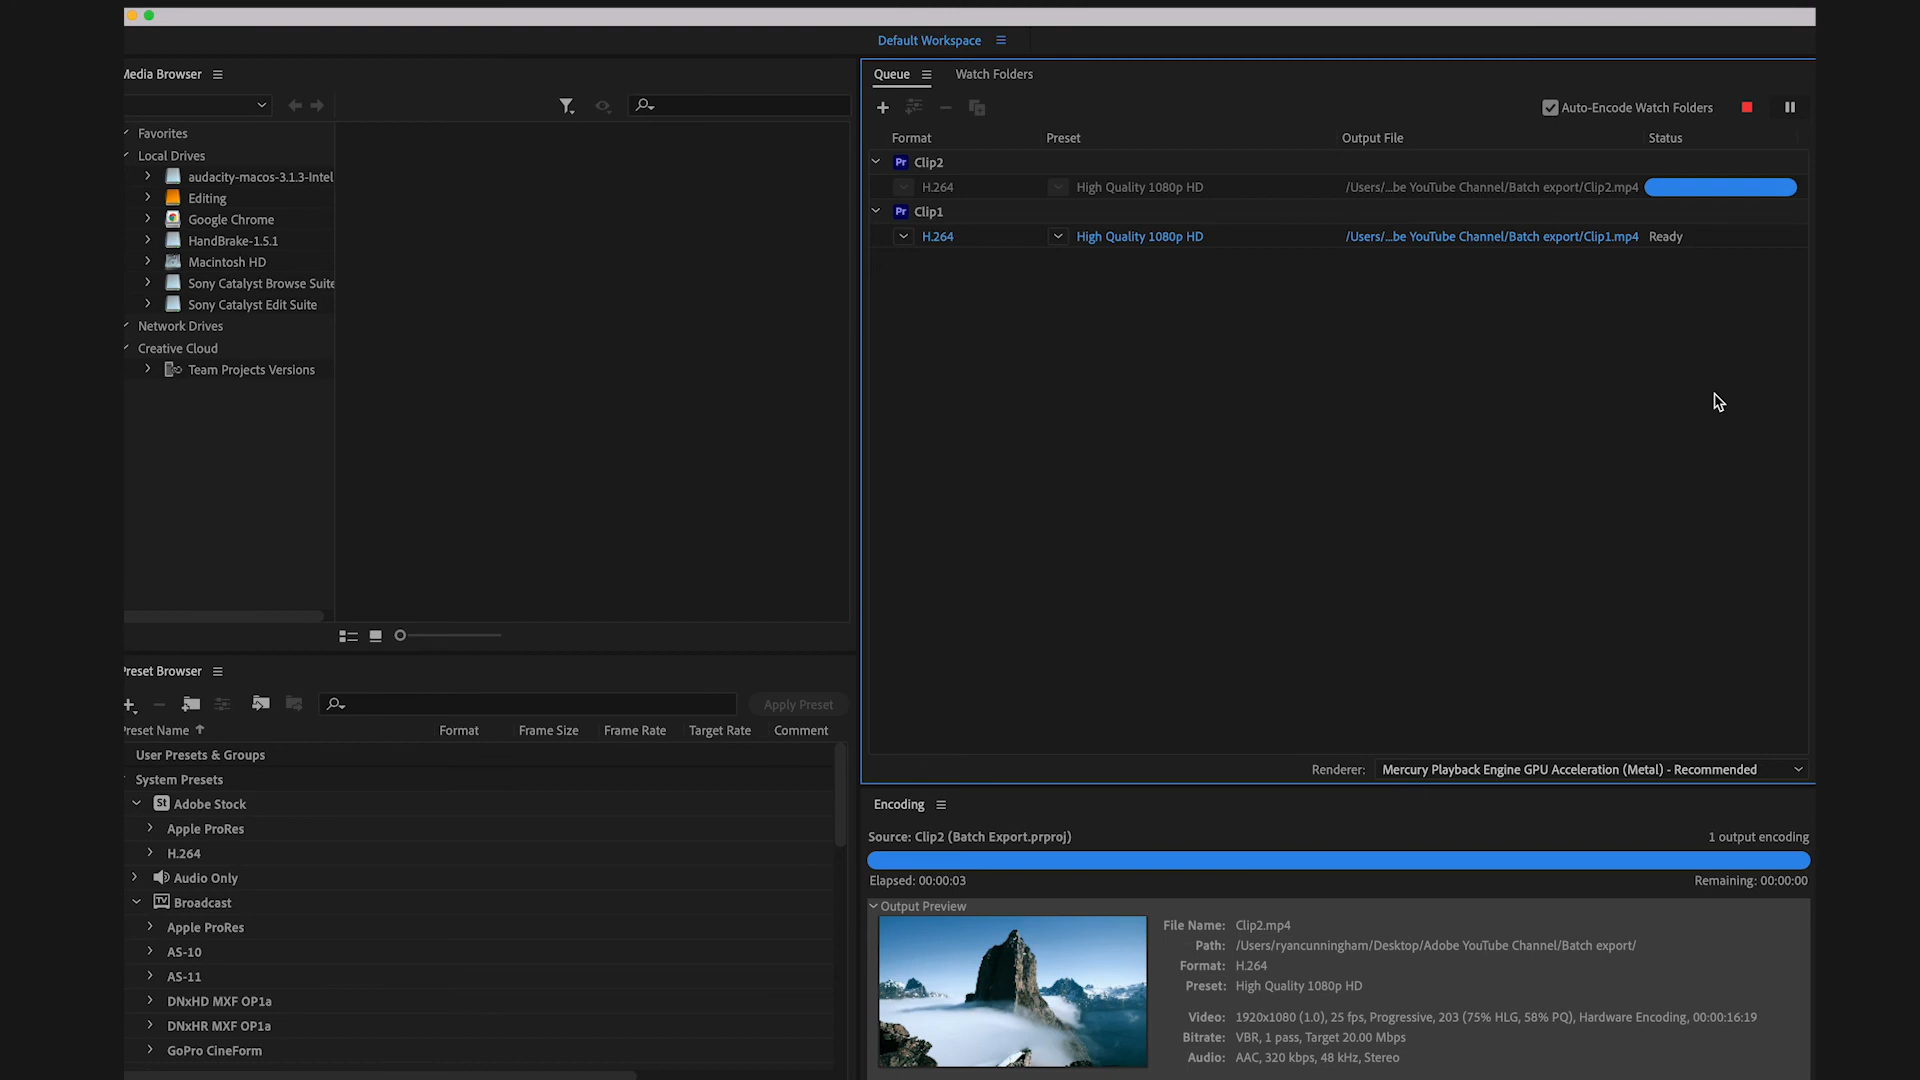 Default Workspace
Media Browser
Favorites
Local Drives
audacity-macos-3.1.3-Intel
Editing
Google Chrome
HandBrake-1.5.1
Macintosh HD
Sony Catalyst Browse Suite
Sony Catalyst Edit Suite
Network Drives
Creative Cloud
Team Projects Versions
Queue Watch Folders
Auto-Encode Watch Folders
Format Preset Output File Status
Pr Clip2
H.264 High Quality 1080p HD /Users/...be YouTube Channel/Batch export/Clip2.mp4
Pr Clip1
H.264 High Quality 1080p HD /Users/...be YouTube Channel/Batch export/Clip1.mp4 Ready
Renderer: Mercury Playback Engine GPU Acceleration (Metal) - Recommended
Preset Browser
Apply Preset
Preset Name Format Frame Size Frame Rate Target Rate Comment
User Presets & Groups
System Presets
St Adobe Stock
Apple ProRes
H.264
Audio Only
TV Broadcast
Apple ProRes
AS-10
AS-11
DNxHD MXF OP1a
DNxHR MXF OP1a
GoPro CineForm
Encoding
Source: Clip2 (Batch Export.prproj) 1 output encoding
Elapsed: 00:00:03 Remaining: 00:00:00
Output Preview
File Name: Clip2.mp4
Path: /Users/ryancunningham/Desktop/Adobe YouTube Channel/Batch export/
Format: H.264
Preset: High Quality 1080p HD
Video: 1920x1080 (1.0), 25 fps, Progressive, 203 (75% HLG, 58% PQ), Hardware Encoding, 00:00:16:19
Bitrate: VBR, 1 pass, Target 20.00 Mbps
Audio: AAC, 320 kbps, 48 kHz, Stereo